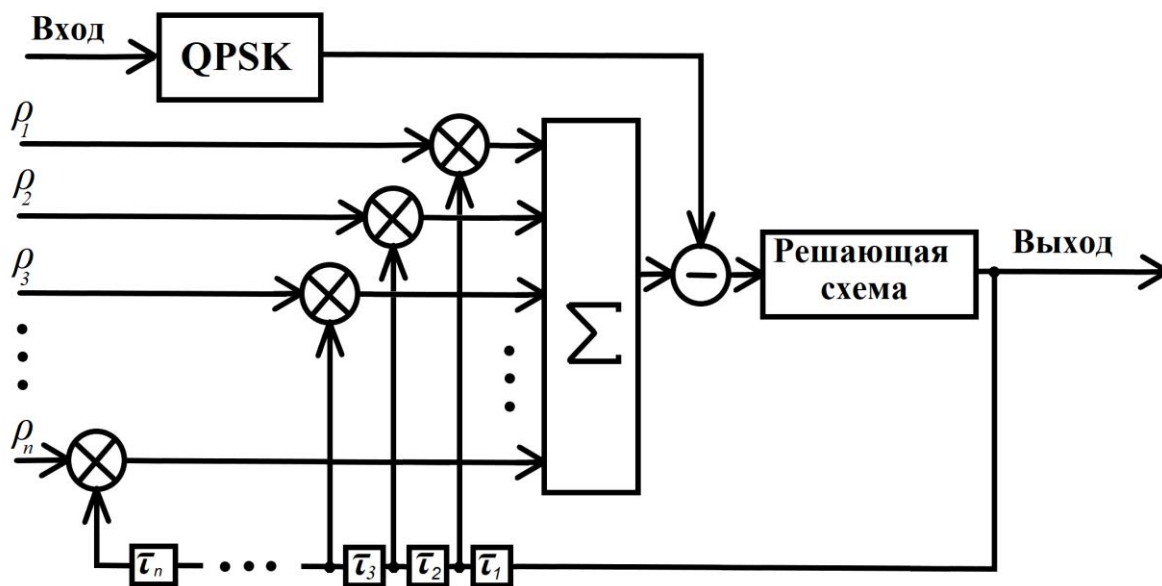 Вход
QPSK
ρ1
ρ2
ρ3
ρn
Σ
−
Решающая
схема
Выход
τn
τ3
τ2
τ1